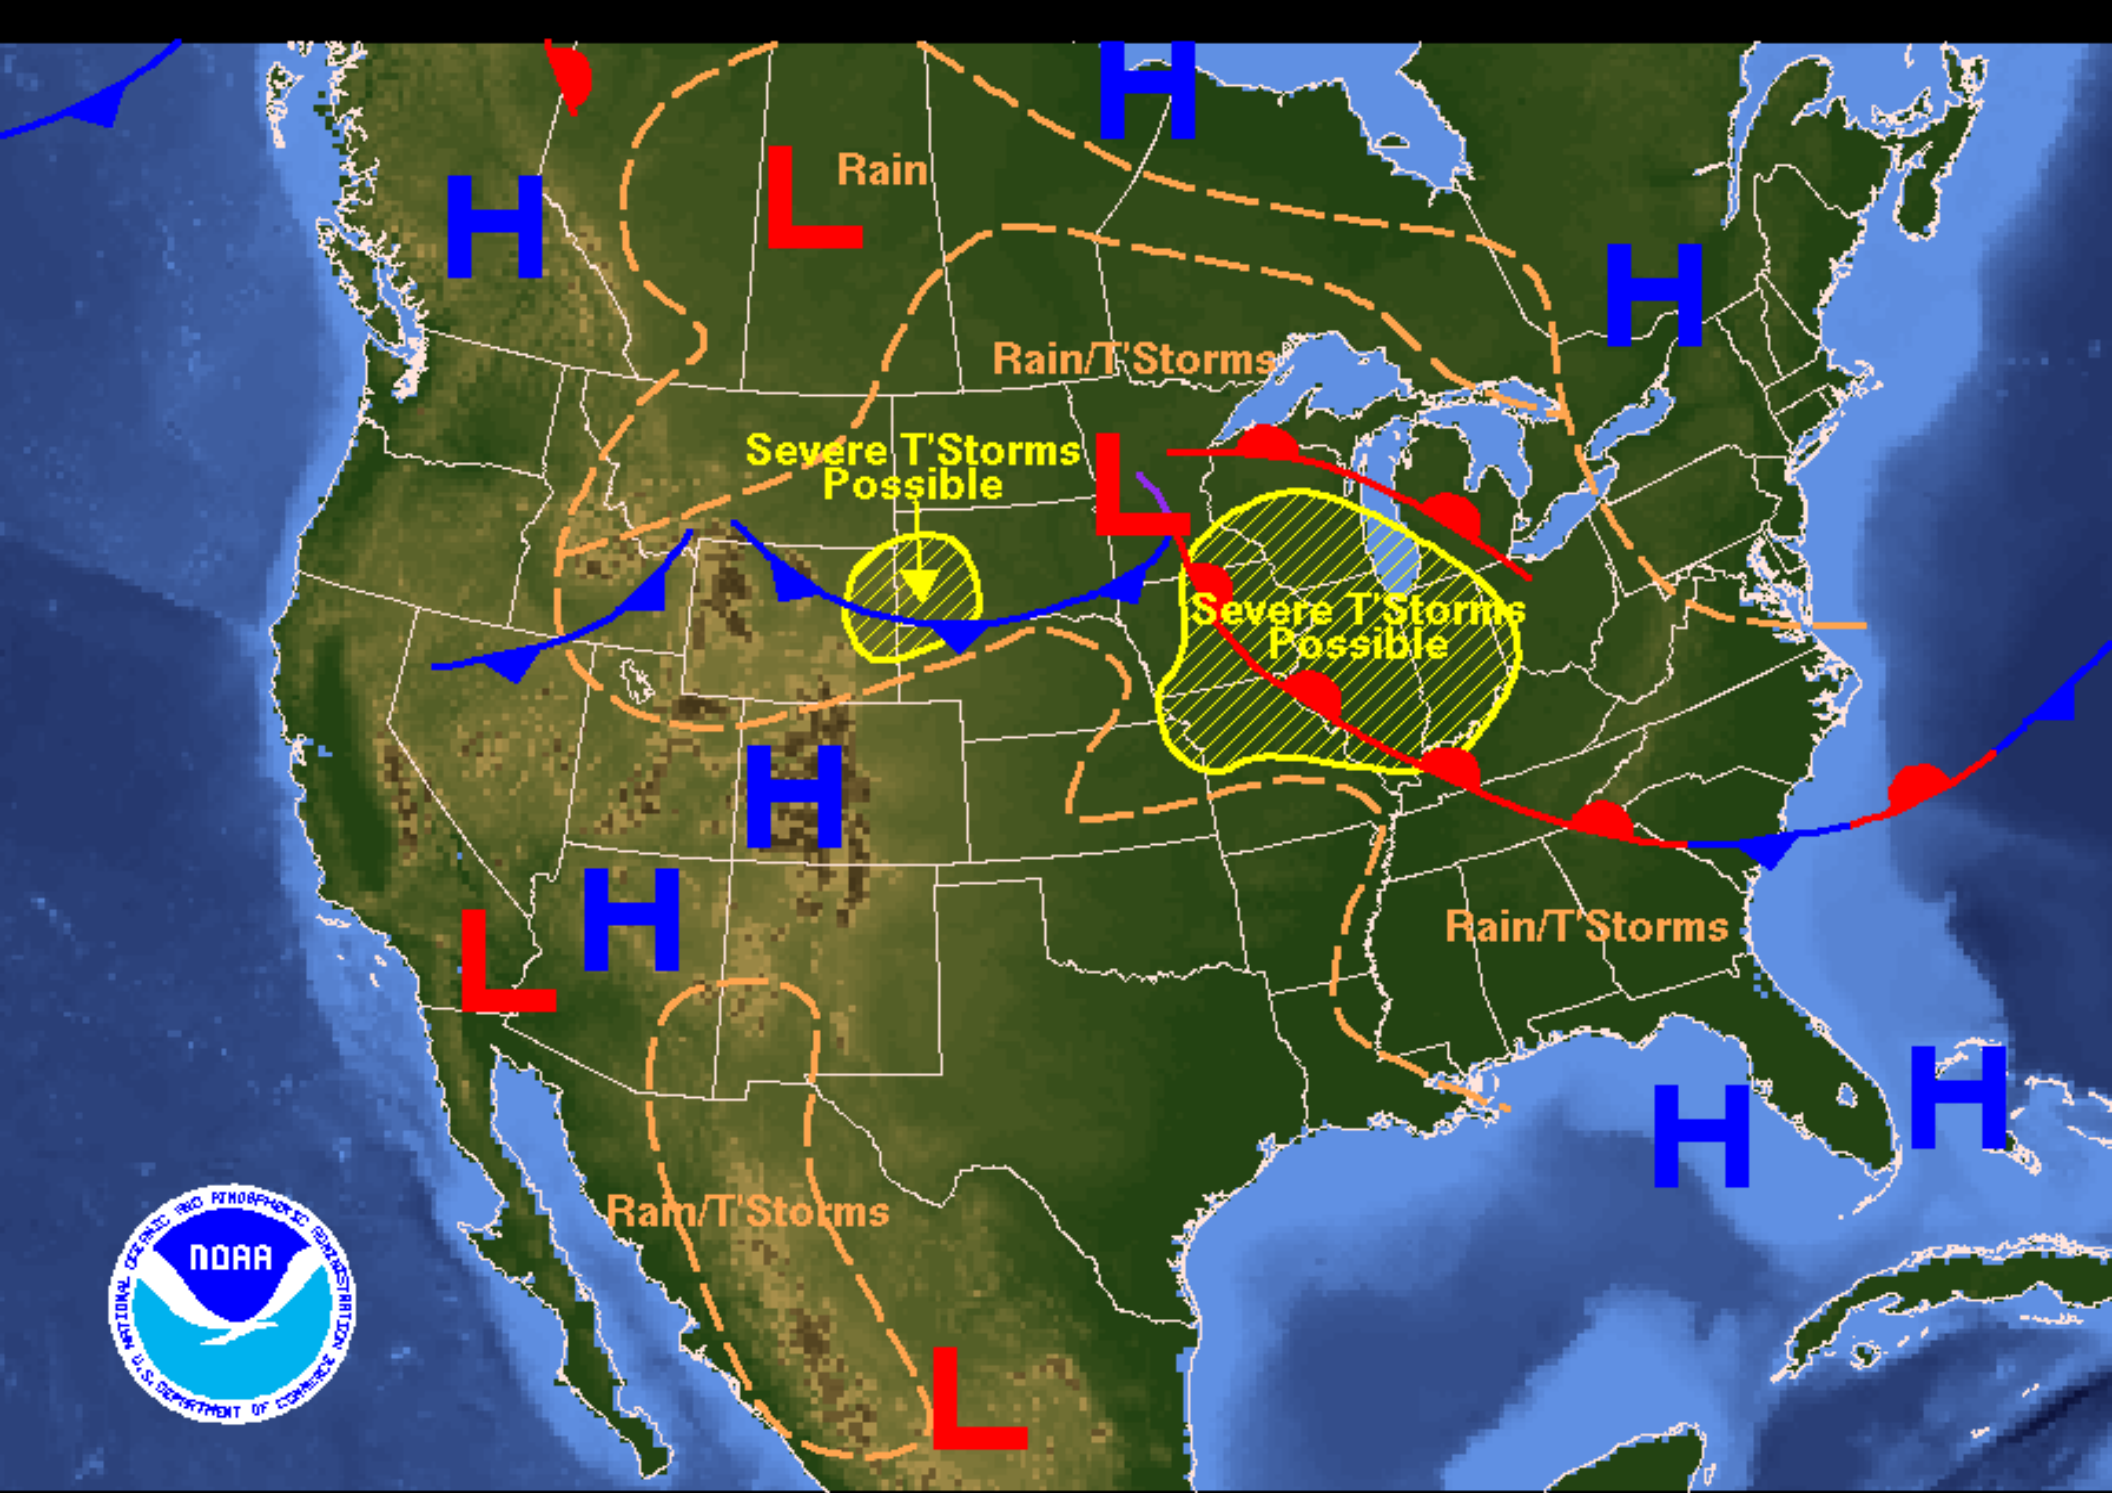 H
H
L
Rain
H
Rain/T'Storms
Severe T'Storms
Possible
L
Severe T'Storms
Possible
H
H
L
Rain/T'Storms
H
H
Rain/T'Storms
L
NOAA
NATIONAL OCEANIC AND ATMOSPHERIC ADMINISTRATION
U.S. DEPARTMENT OF COMMERCE